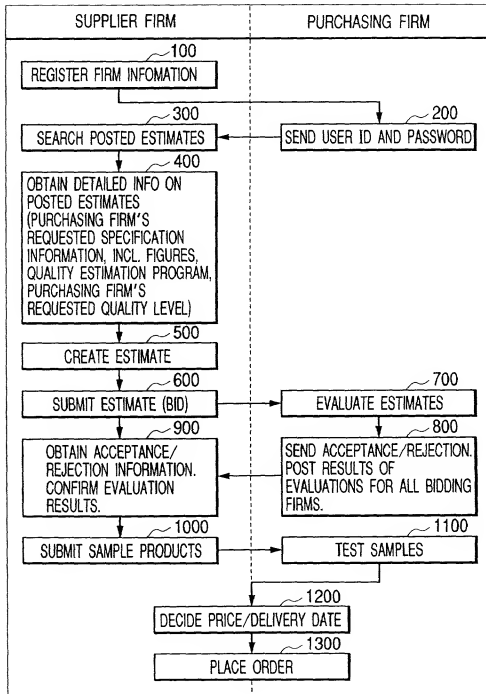 SUPPLIER FIRM
PURCHASING FIRM
100
REGISTER FIRM INFOMATION
200
SEND USER ID AND PASSWORD
300
SEARCH POSTED ESTIMATES
400
OBTAIN DETAILED INFO ON
POSTED ESTIMATES
(PURCHASING FIRM'S
REQUESTED SPECIFICATION
INFORMATION, INCL. FIGURES,
QUALITY ESTIMATION PROGRAM,
PURCHASING FIRM'S
REQUESTED QUALITY LEVEL)
500
CREATE ESTIMATE
600
SUBMIT ESTIMATE (BID)
700
EVALUATE ESTIMATES
800
SEND ACCEPTANCE/REJECTION.
POST RESULTS OF
EVALUATIONS FOR ALL BIDDING
FIRMS.
900
OBTAIN ACCEPTANCE/
REJECTION INFORMATION.
CONFIRM EVALUATION
RESULTS.
1000
SUBMIT SAMPLE PRODUCTS
1100
TEST SAMPLES
1200
DECIDE PRICE/DELIVERY DATE
1300
PLACE ORDER